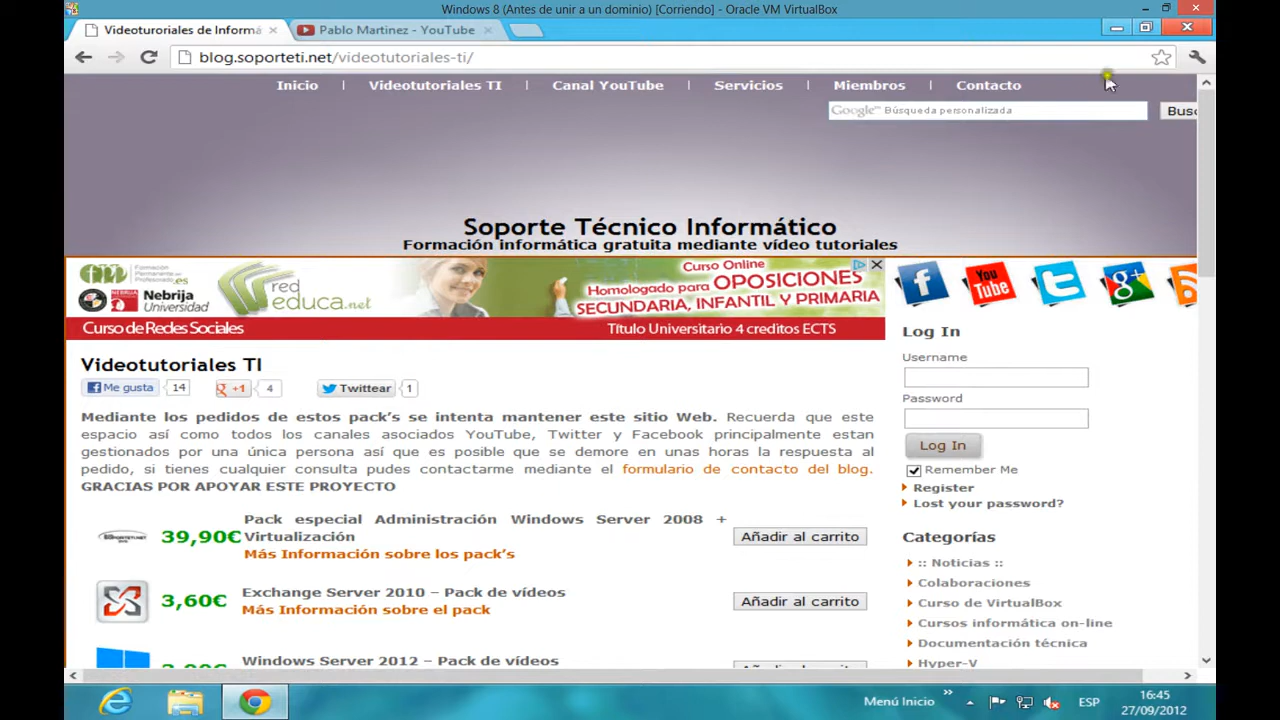 Windows 8 (Antes de unir a un dominio) [Corriendo] - Oracle VM VirtualBox
Videoturoriales de Informá
Pablo Martinez - YouTube
blog.soporteti.net/videotutoriales-ti/
Inicio | Videotutoriales TI | Canal YouTube | Servicios | Miembros | Contacto
Google™ Búsqueda personalizada
Busc
Soporte Técnico Informático
Formación informática gratuita mediante vídeo tutoriales
Nebrija
Universidad
red
educa.net
Curso Online
Homologado para OPOSICIONES
SECUNDARIA, INFANTIL Y PRIMARIA
Curso de Redes Sociales
Título Universitario 4 creditos ECTS
You
Tube
Log In
Username
Password
Log In
Remember Me
Register
Lost your password?
Videotutoriales TI
Me gusta 14
+1 4
Twittear 1
Mediante los pedidos de estos pack's se intenta mantener este sitio Web. Recuerda que este
espacio así como todos los canales asociados YouTube, Twitter y Facebook principalmente estan
gestionados por una única persona así que es posible que se demore en unas horas la respuesta al
pedido, si tienes cualquier consulta pudes contactarme mediante el formulario de contacto del blog.
GRACIAS POR APOYAR ESTE PROYECTO
39,90€
Pack especial Administración Windows Server 2008 +
Virtualización
Más Información sobre los pack's
Añadir al carrito
3,60€
Exchange Server 2010 – Pack de vídeos
Más Información sobre el pack
Añadir al carrito
Windows Server 2012 – Pack de vídeos
Categorías
:: Noticias ::
Colaboraciones
Curso de VirtualBox
Cursos informática on-line
Documentación técnica
Hyper-V
Menú Inicio
ESP
16:45
27/09/2012